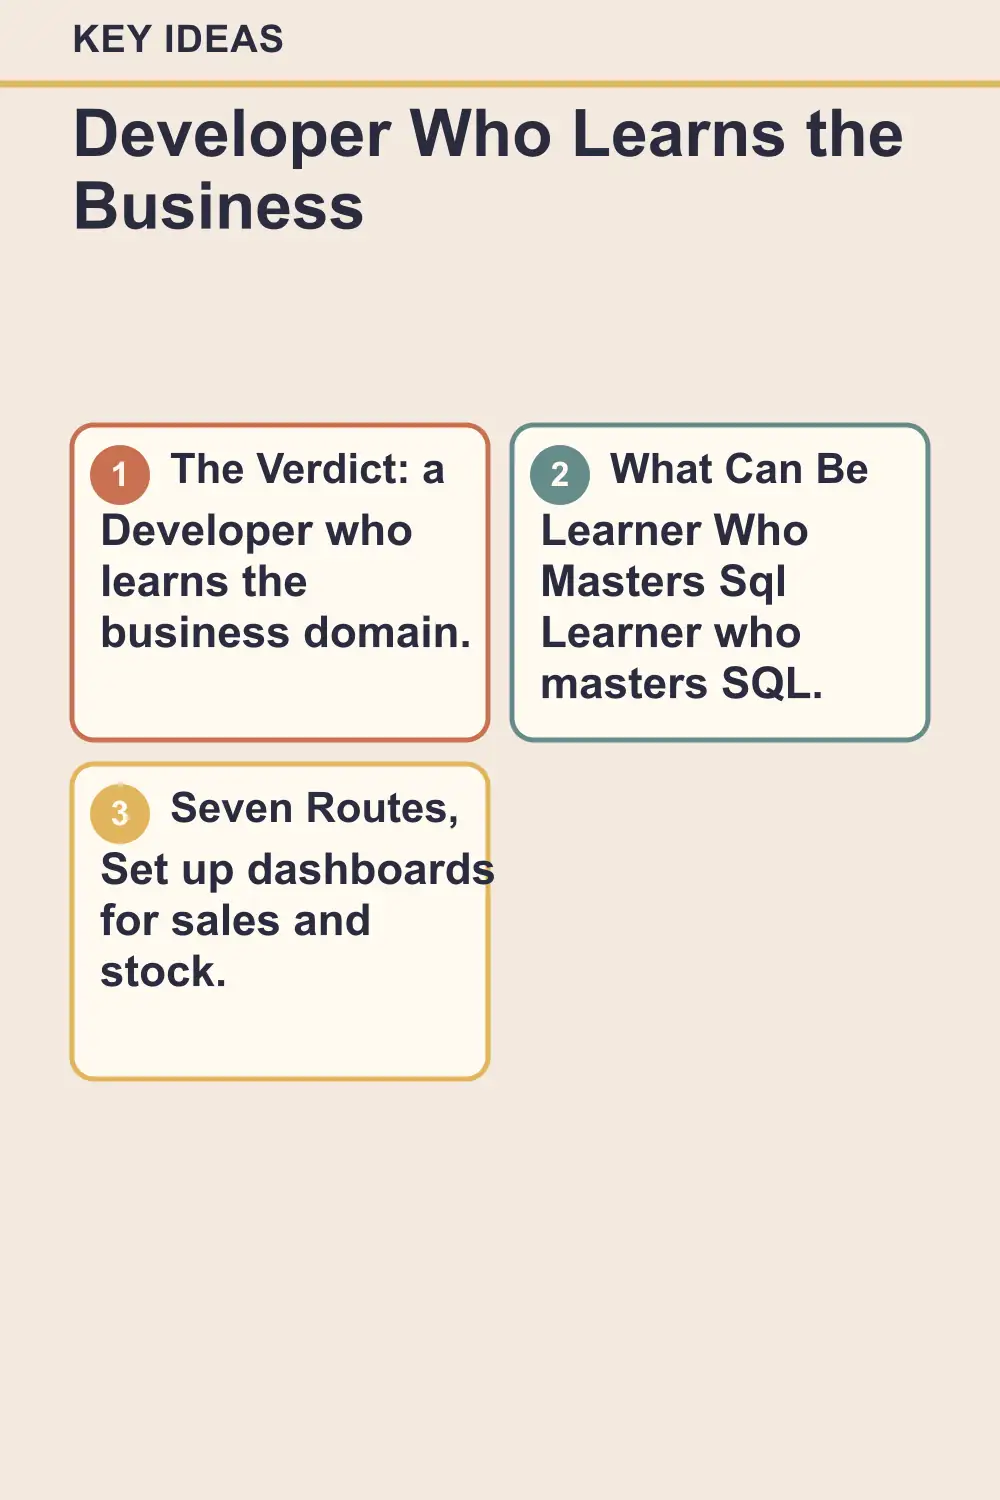 KEY IDEAS
Developer Who Learns the
Business
1 The Verdict: a
Developer who
learns the
business domain.
2 What Can Be
Learner Who
Masters Sql
Learner who
masters SQL.
3 Seven Routes,
Set up dashboards
for sales and
stock.